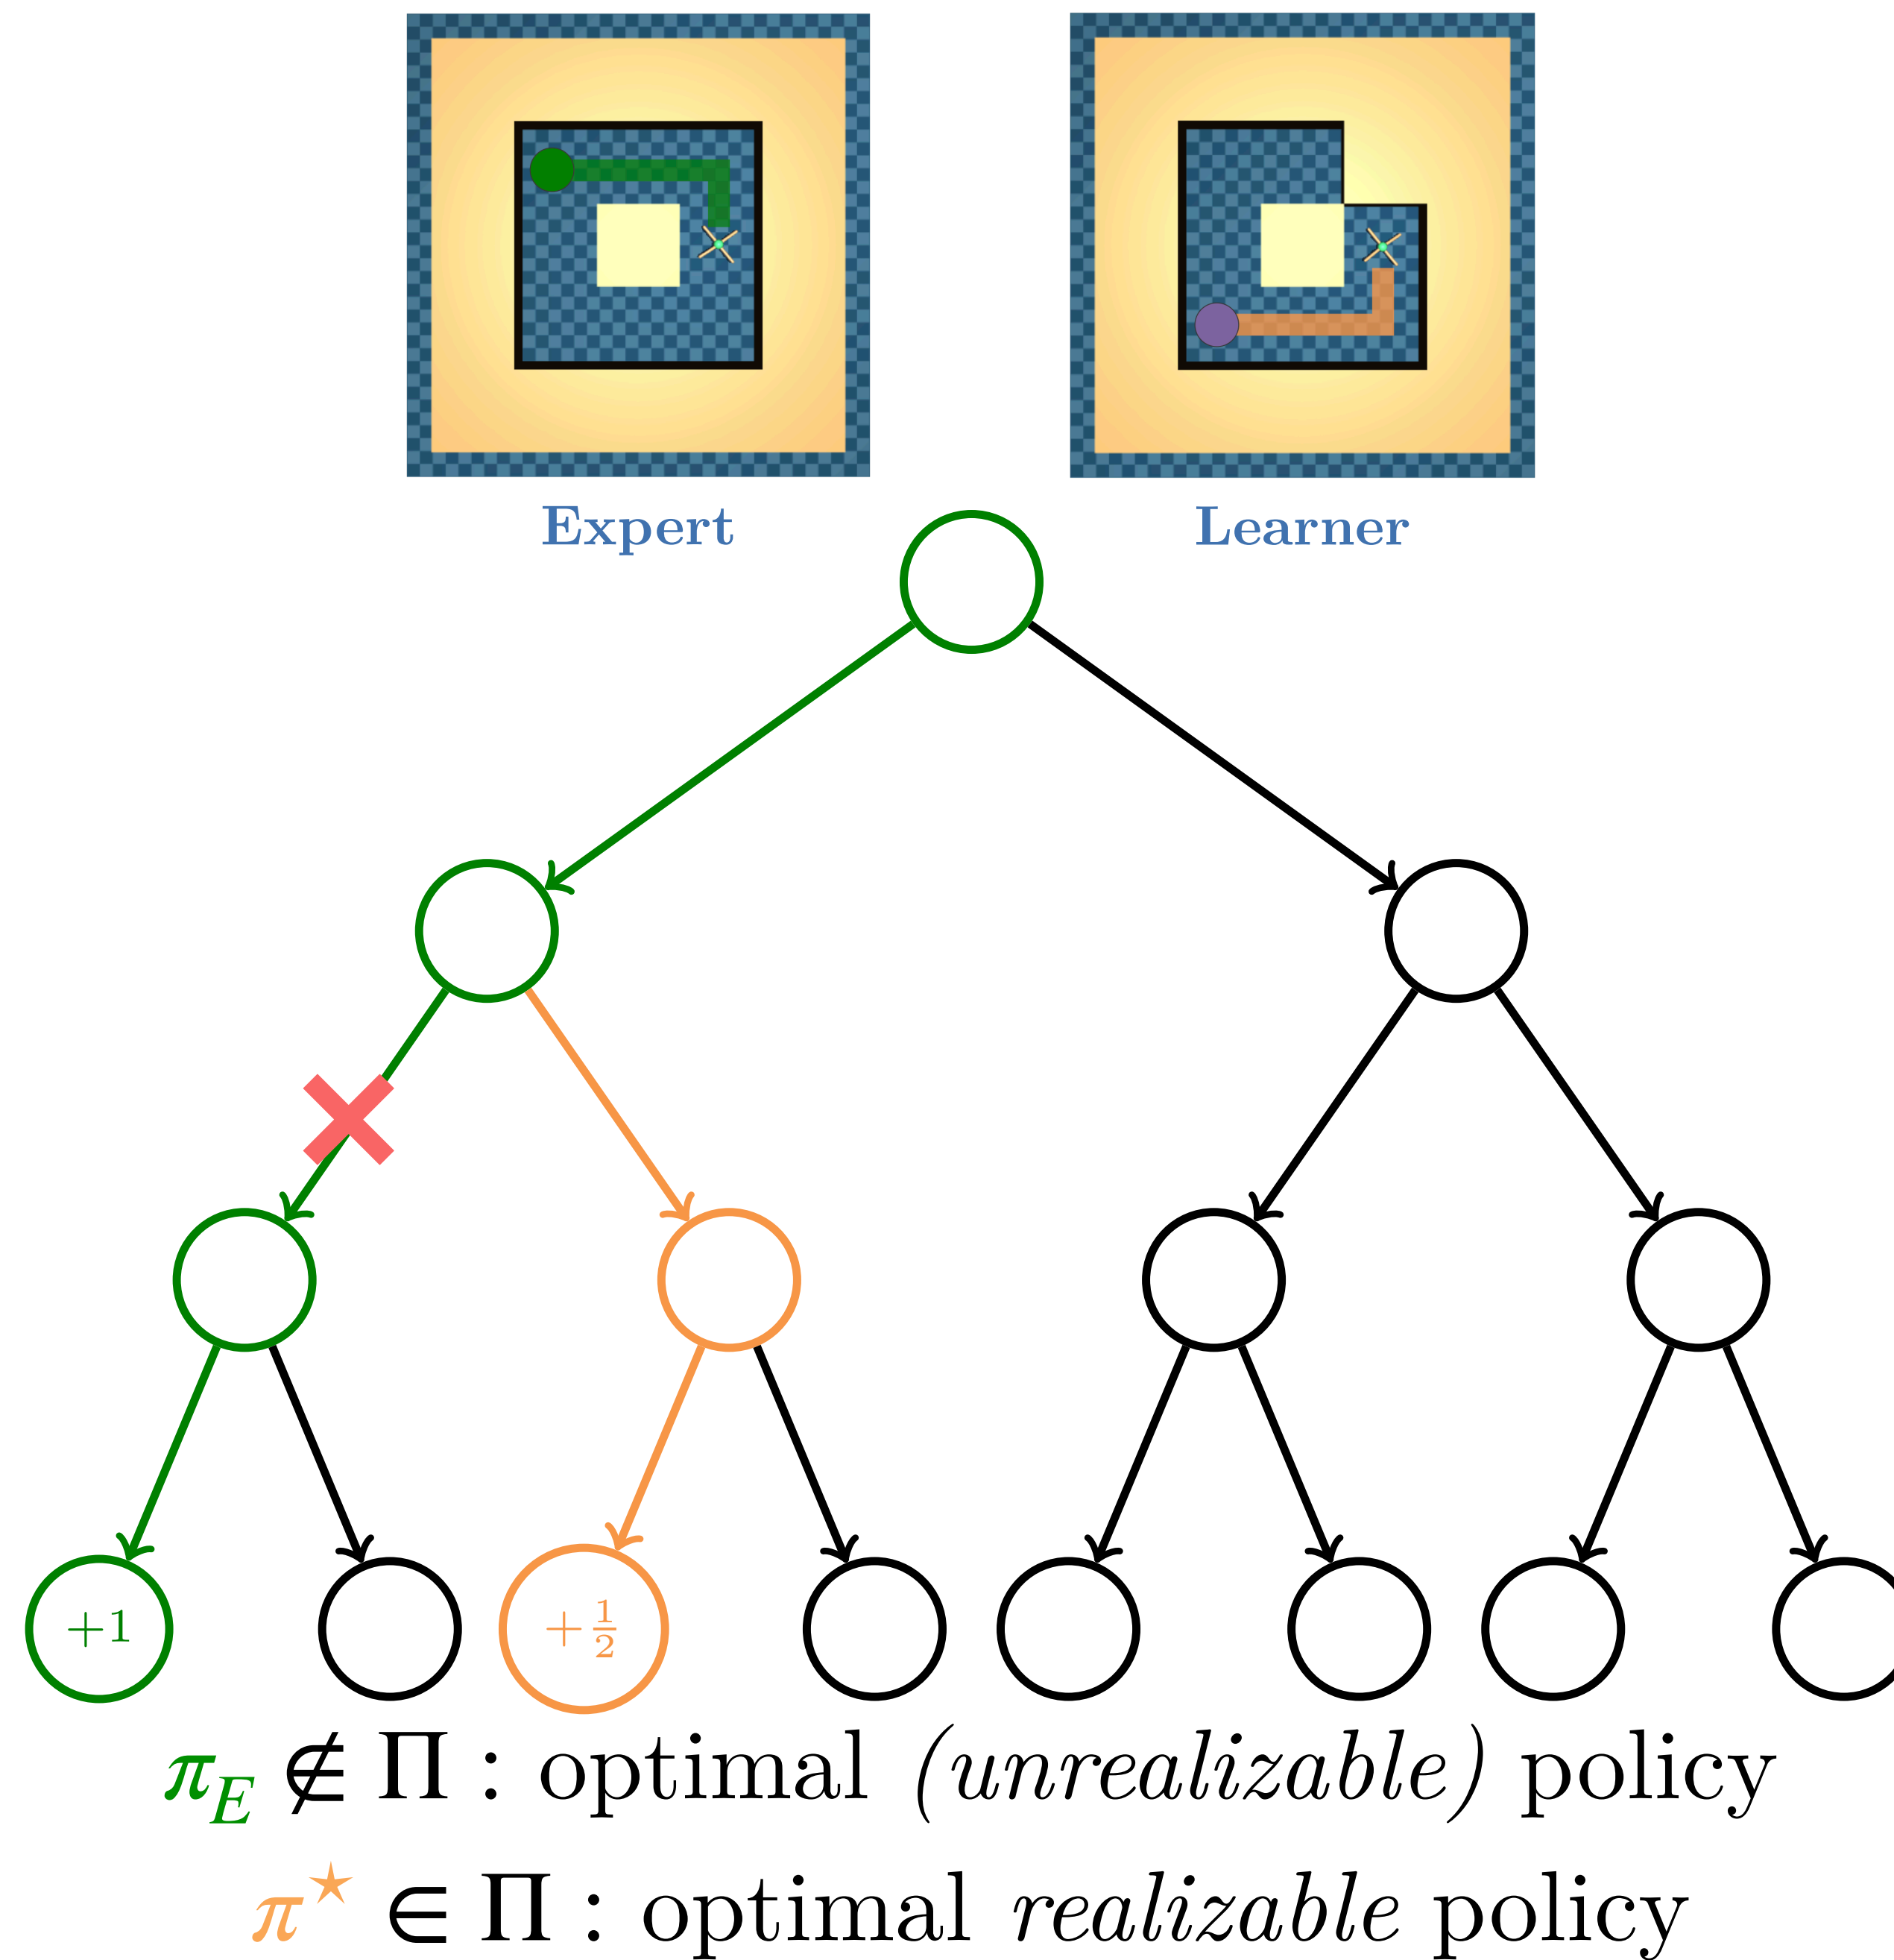 Expert
Learner
+1
+1/2
π_E ∉ Π : optimal (unrealizable) policy
π★ ∈ Π : optimal realizable policy